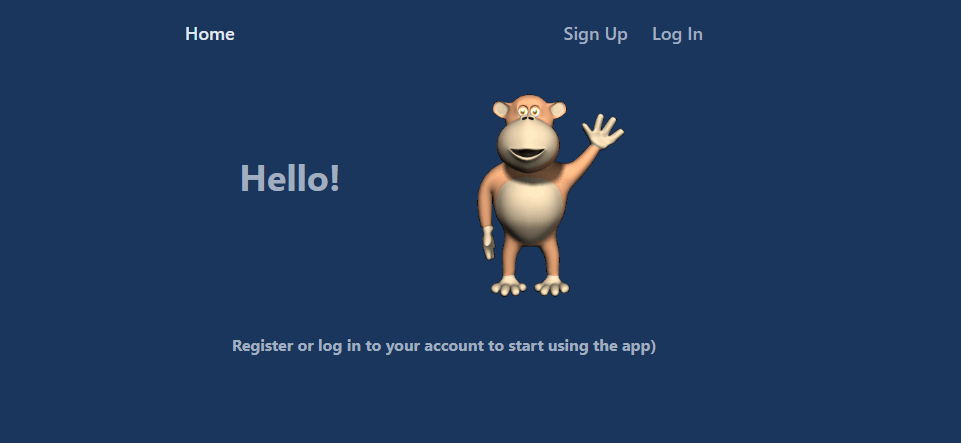 Home
Sign Up
Log In
Hello!
Register or log in to your account to start using the app)